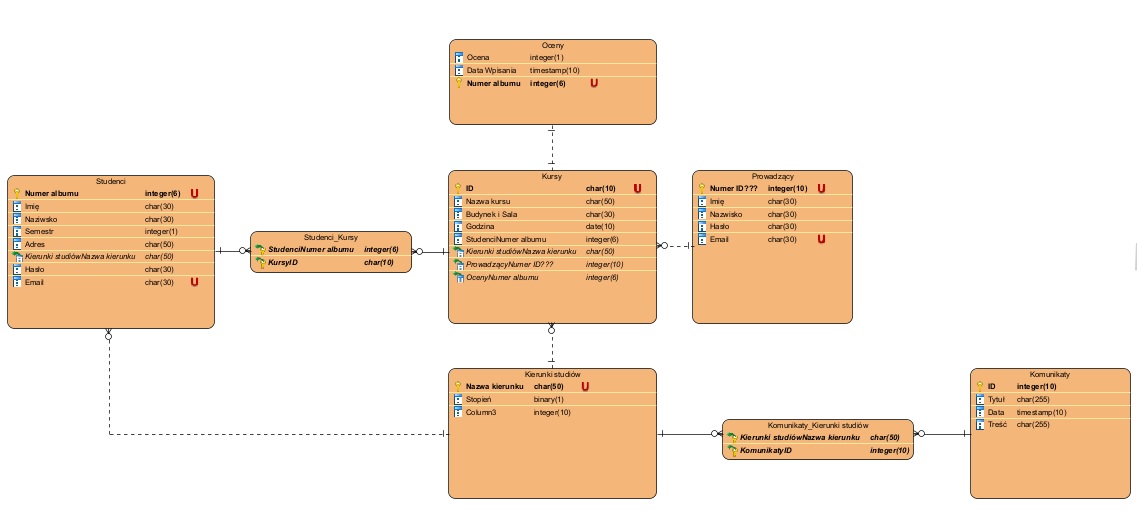 Oceny
Ocena integer(1)
Data Wpisania timestamp(10)
Numer albumu integer(6) U
Studenci
Numer albumu integer(6) U
Imię char(30)
Naziwsko char(30)
Semestr integer(1)
Adres char(50)
Kierunki studiówNazwa kierunku char(50)
Hasło char(30)
Email char(30) U
Studenci_Kursy
StudenciNumer albumu integer(6)
KursyID char(10)
Kursy
ID char(10) U
Nazwa kursu char(50)
Budynek i Sala char(30)
Godzina date(10)
StudenciNumer albumu integer(6)
Kierunki studiówNazwa kierunku char(50)
ProwadzącyNumer ID??? integer(10)
OcenyNumer albumu integer(6)
Prowadzący
Numer ID??? integer(10) U
Imię char(30)
Nazwisko char(30)
Hasło char(30)
Email char(30) U
Kierunki studiów
Nazwa kierunku char(50) U
Stopień binary(1)
Column3 integer(10)
Komunikaty_Kierunki studiów
Kierunki studiówNazwa kierunku char(50)
KomunikatyID integer(10)
Komunikaty
ID integer(10)
Tytuł char(255)
Data timestamp(10)
Treść char(255)